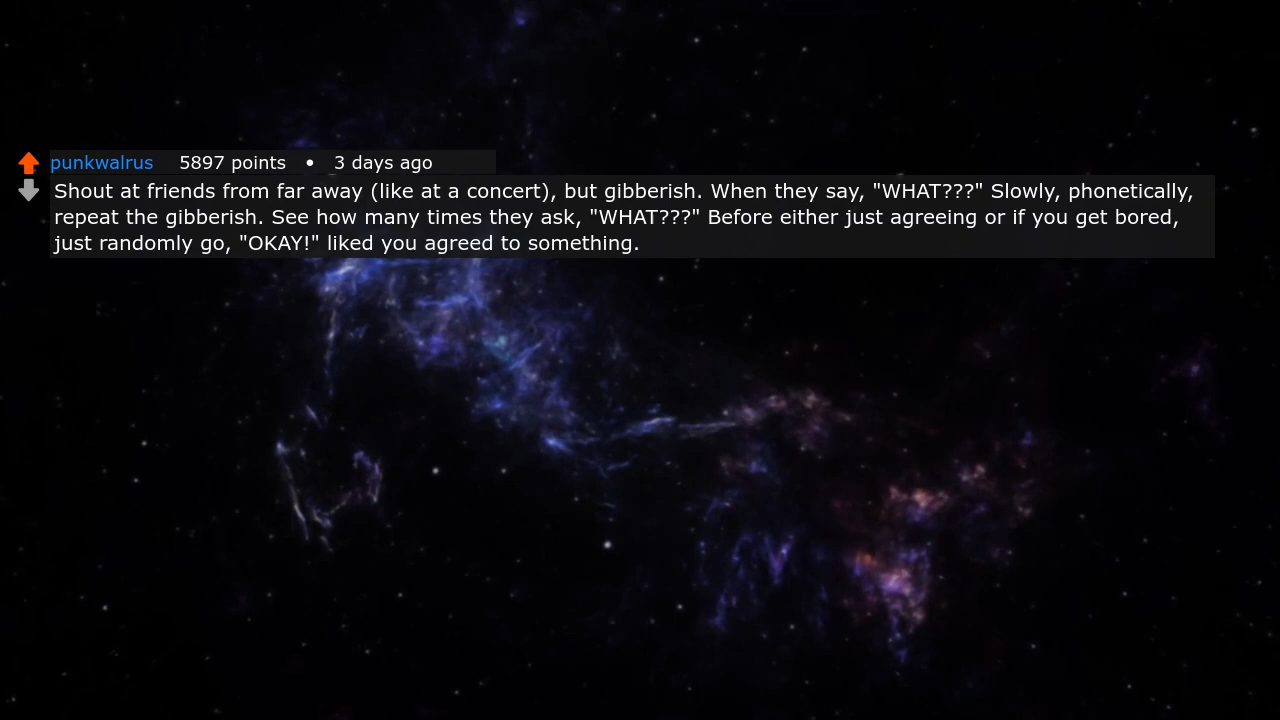 punkwalrus 5897 points • 3 days ago
Shout at friends from far away (like at a concert), but gibberish. When they say, "WHAT???" Slowly, phonetically,
repeat the gibberish. See how many times they ask, "WHAT???" Before either just agreeing or if you get bored,
just randomly go, "OKAY!" liked you agreed to something.